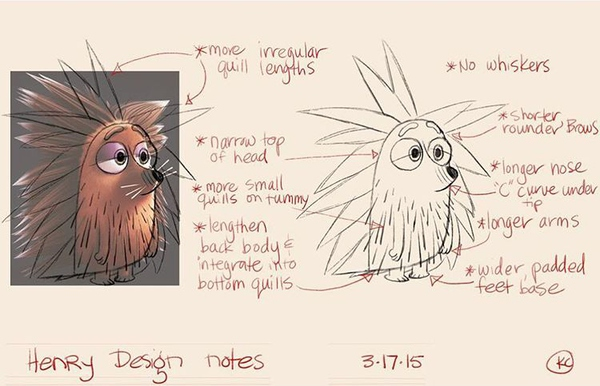 *more irregular
quill lengths
*narrow top
of head
*more small
quills on tummy
*lengthen
back body &
integrate into
bottom quills
*No whiskers
*shorter
rounder Brows
*longer nose
"C" curve under
tip
*longer arms
*wider, padded
feet base
Henry Design notes
3-17-15
KC